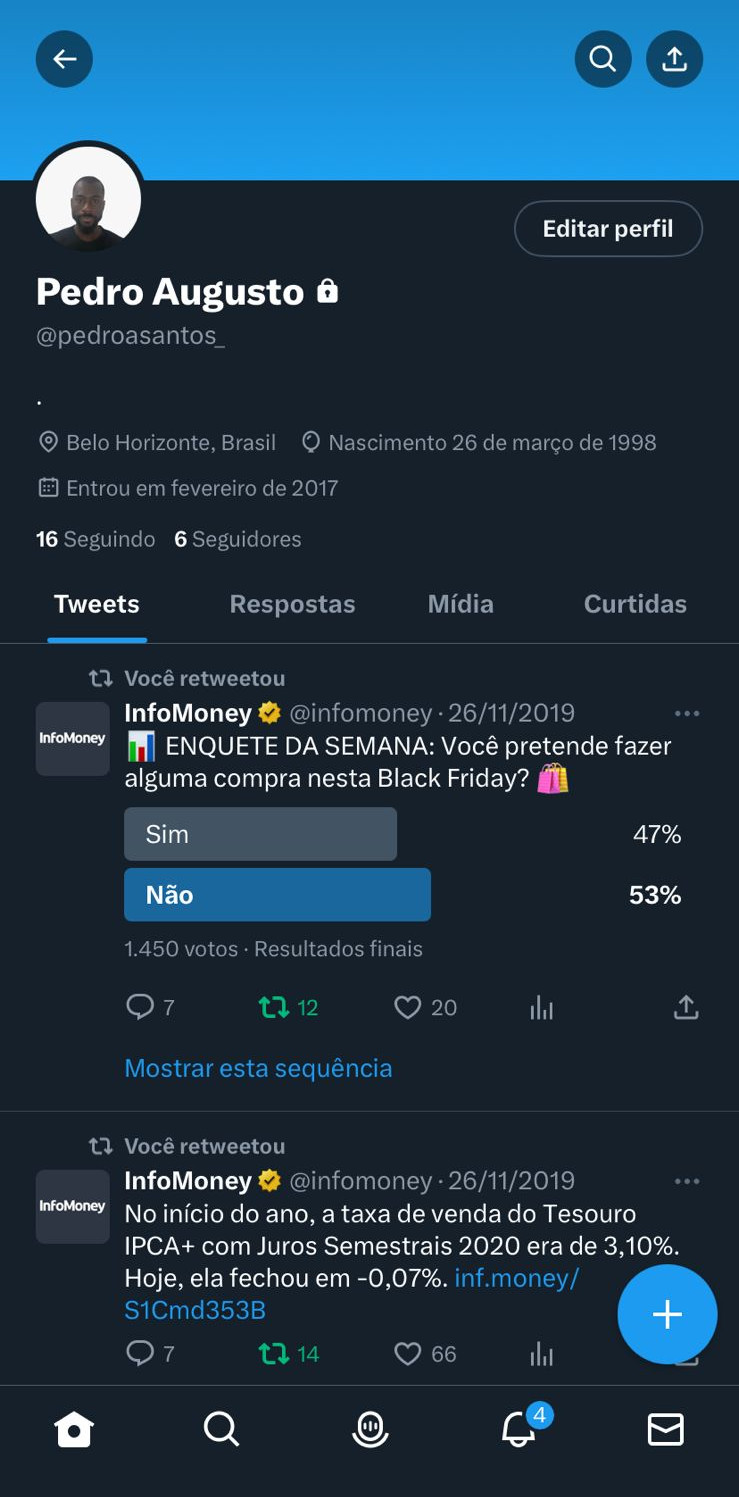 Editar perfil
Pedro Augusto
@pedroasantos_
.
Belo Horizonte, Brasil Nascimento 26 de março de 1998
Entrou em fevereiro de 2017
16 Seguindo 6 Seguidores
Tweets Respostas Mídia Curtidas
Você retweetou
InfoMoney
InfoMoney @infomoney · 26/11/2019
ENQUETE DA SEMANA: Você pretende fazer
alguma compra nesta Black Friday?
Sim 47%
Não 53%
1.450 votos · Resultados finais
7 12 20
Mostrar esta sequência
Você retweetou
InfoMoney
InfoMoney @infomoney · 26/11/2019
No início do ano, a taxa de venda do Tesouro
IPCA+ com Juros Semestrais 2020 era de 3,10%.
Hoje, ela fechou em -0,07%. inf.money/
S1Cmd353B
7 14 66
4